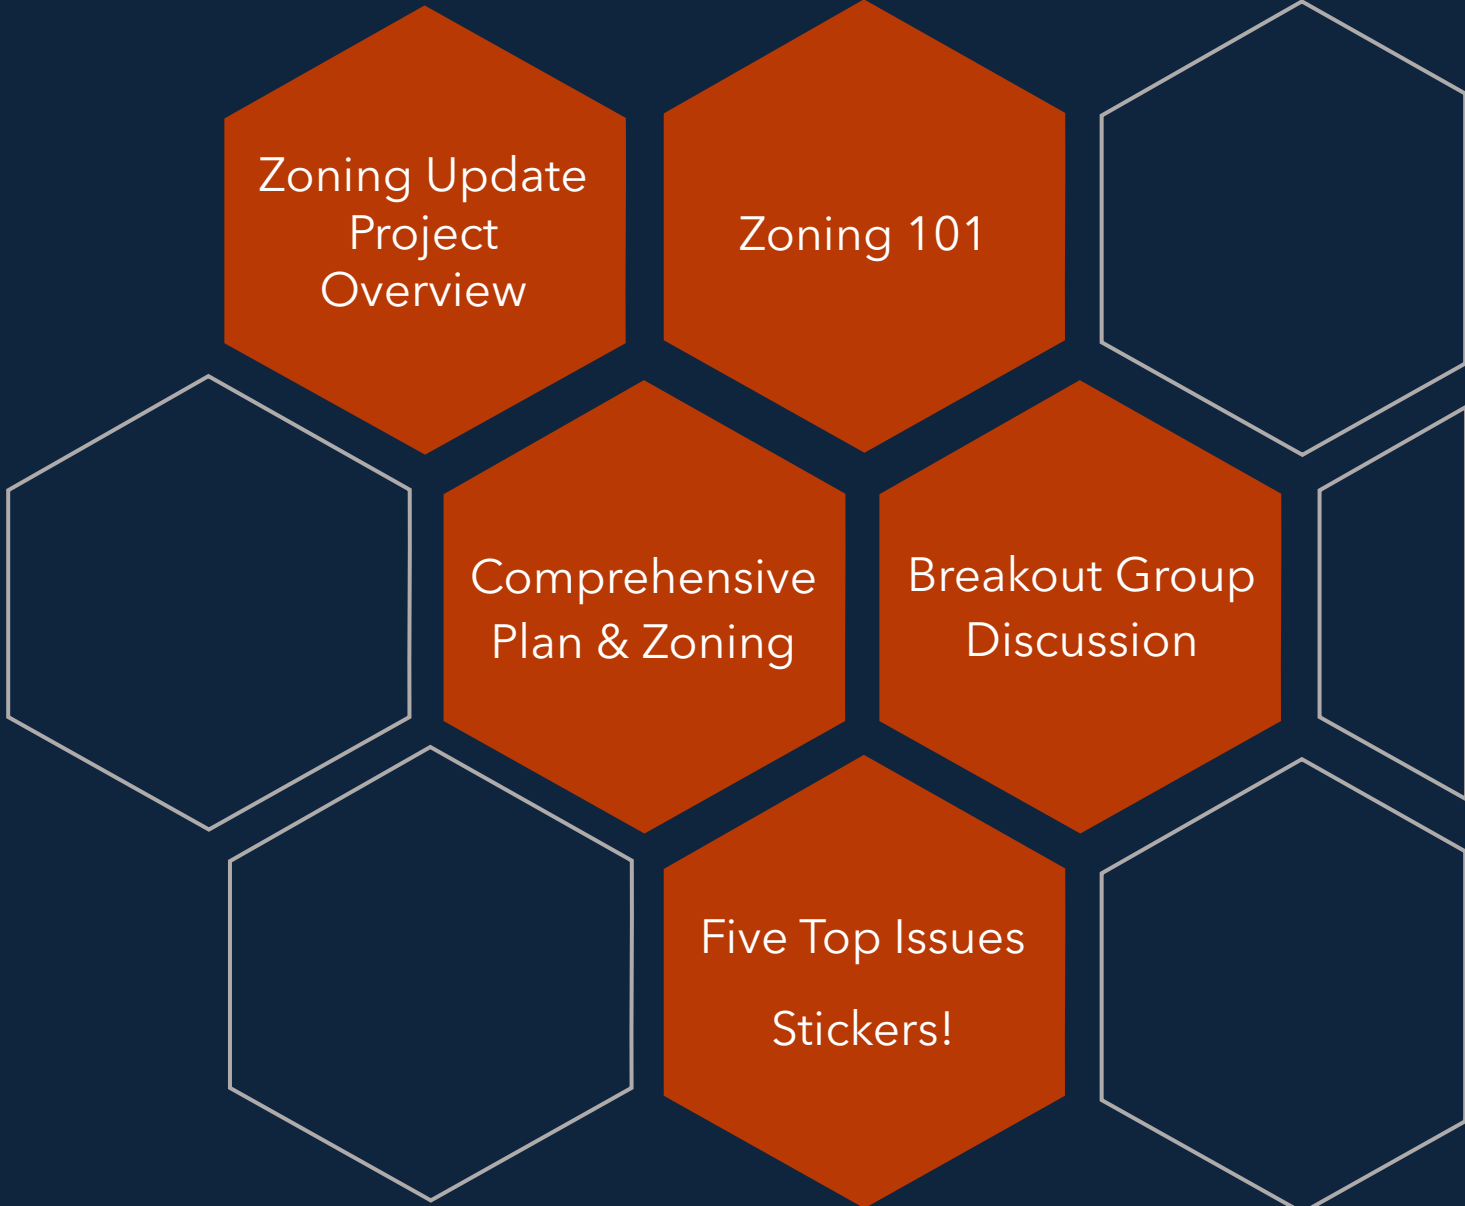 Zoning Update
Project
Overview
Zoning 101
Comprehensive
Plan & Zoning
Breakout Group
Discussion
Five Top Issues
Stickers!